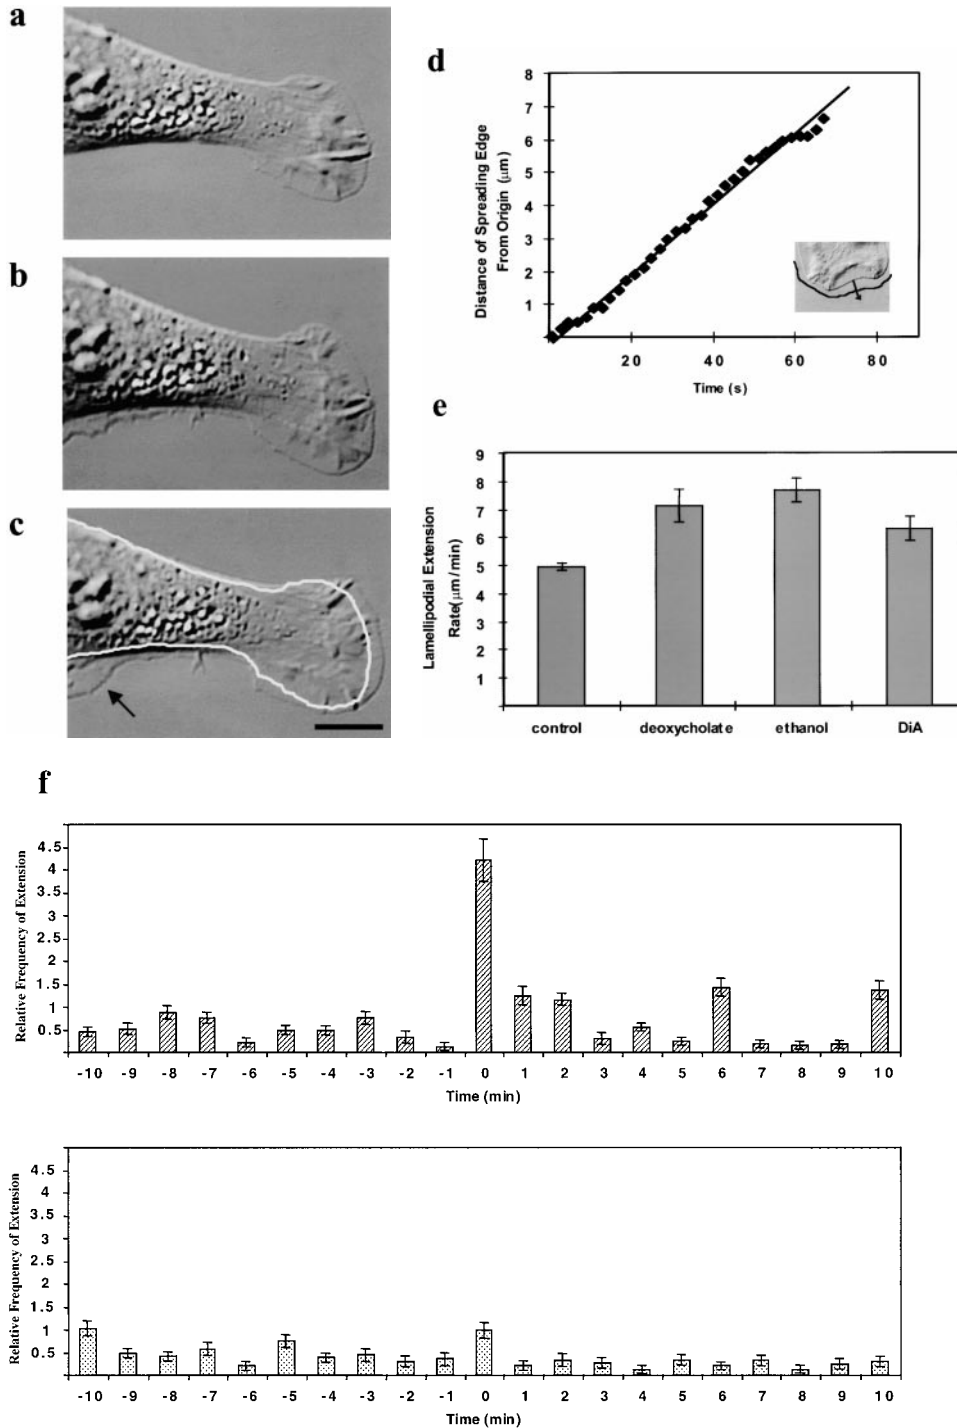 a
b
c
d
8
7
6
5
4
3
2
1
20 40 60 80
Distance of Spreading Edge
From Origin (μm)
Time (s)
e
9
8
7
6
5
4
3
2
1
Lamellipodial Extension
Rate(μm/min)
control deoxycholate ethanol DiA
f
4.5
4
3.5
3
2.5
2
1.5
1
0.5
Relative Frequency of Extension
-10 -9 -8 -7 -6 -5 -4 -3 -2 -1 0 1 2 3 4 5 6 7 8 9 10
Time (min)
4.5
4
3.5
3
2.5
2
1.5
1
0.5
Relative Frequency of Extension
-10 -9 -8 -7 -6 -5 -4 -3 -2 -1 0 1 2 3 4 5 6 7 8 9 10
Time (min)